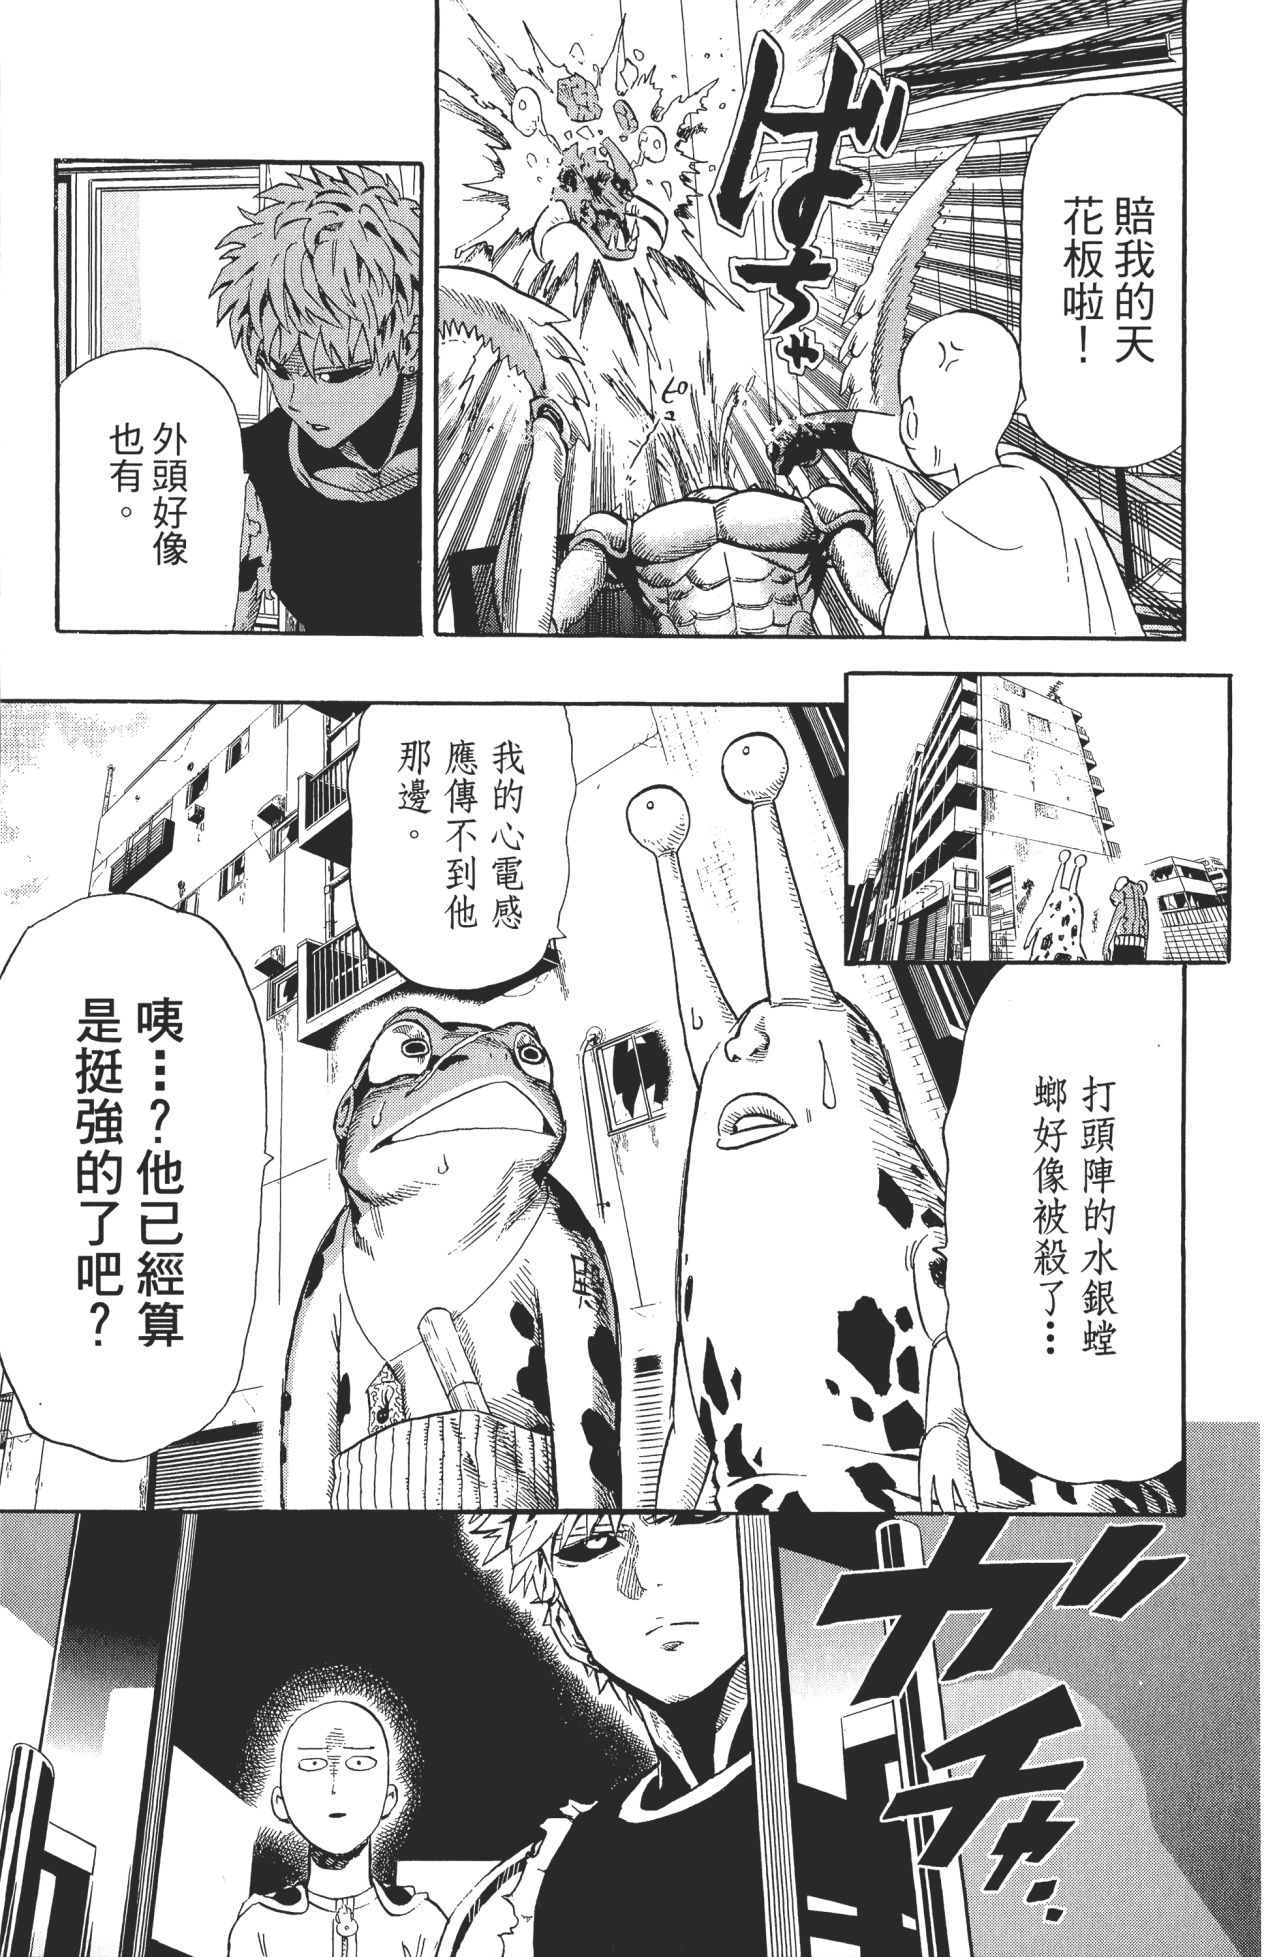 賠我的天
花板啦！
ばちゃ
外頭好像
也有。
打頭陣的水銀螳
螂好像被殺了…
我的心電感
應傳不到他
那邊。
咦…？他已經算
是挺強的了吧？
ガチャ